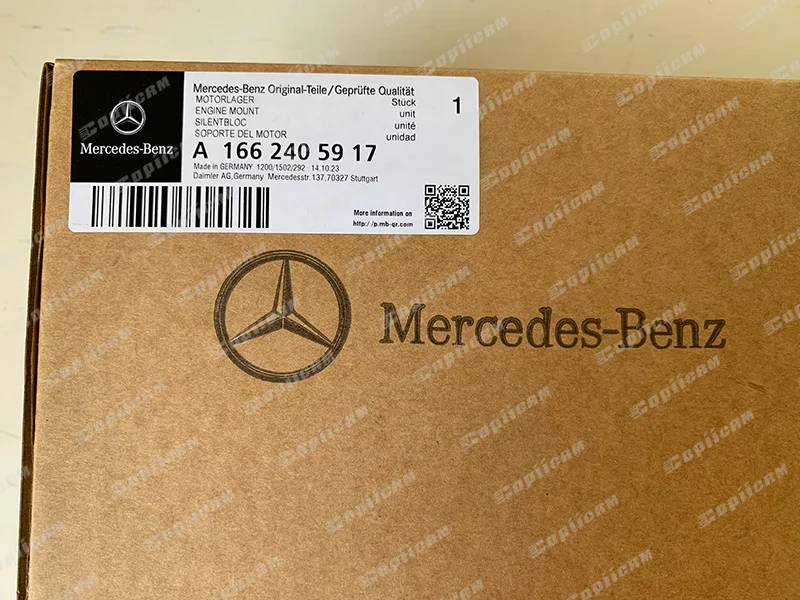 Mercedes-Benz Original-Teile/Geprüfte Qualität
MOTORLAGER Stück 1
ENGINE MOUNT unit
SILENTBLOC unité
SOPORTE DEL MOTOR unidad
Mercedes-Benz
A 166 240 59 17
Made in GERMANY 1200/1502/292 14.10.23
Daimler AG,Germany Mercedesstr.137,70327 Stuttgart
More information on
http://p.mb-qr.com
Mercedes-Benz
Copiicam